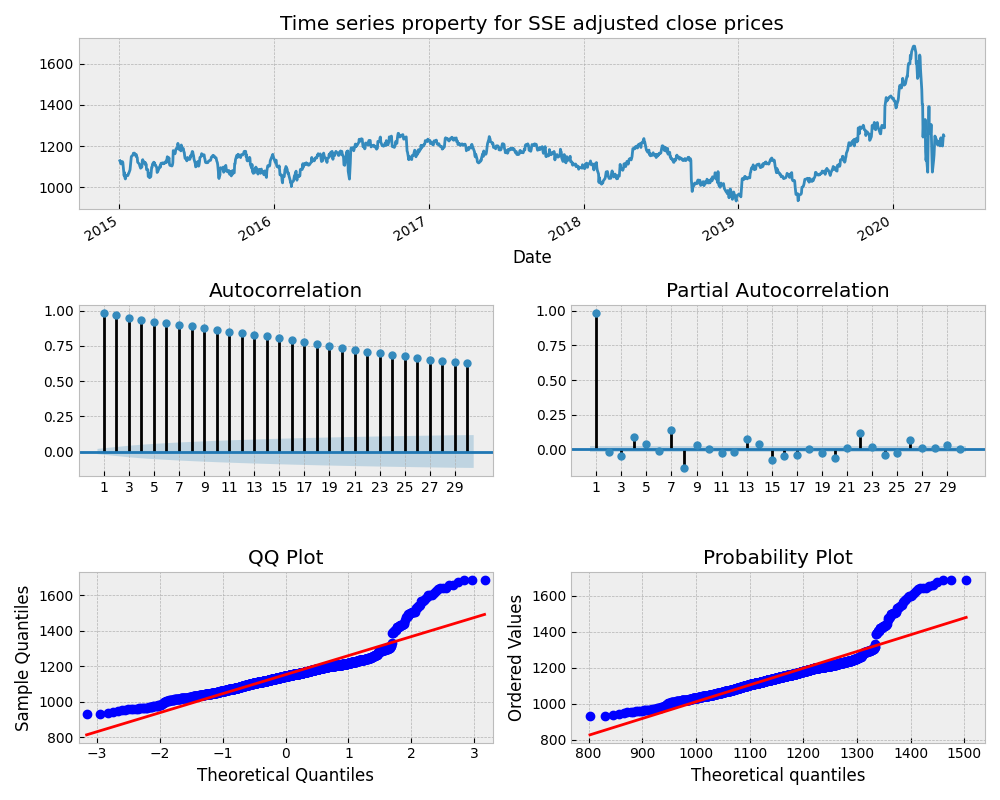 Time series property for SSE adjusted close prices
1600
1400
1200
1000
2015 2016 2017 2018 2019 2020
Date
Autocorrelation
1.00
0.75
0.50
0.25
0.00
1 3 5 7 9 11 13 15 17 19 21 23 25 27 29
Partial Autocorrelation
1.00
0.75
0.50
0.25
0.00
1 3 5 7 9 11 13 15 17 19 21 23 25 27 29
QQ Plot
Sample Quantiles
1600
1400
1200
1000
800
−3 −2 −1 0 1 2 3
Theoretical Quantiles
Probability Plot
Ordered Values
1600
1400
1200
1000
800
800 900 1000 1100 1200 1300 1400 1500
Theoretical quantiles